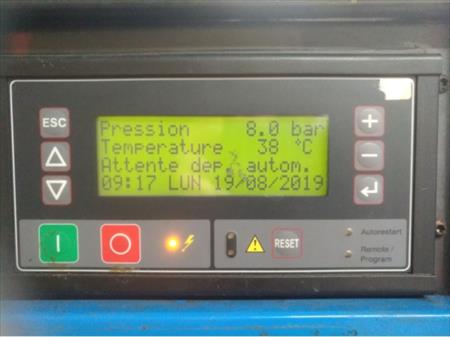 ESC
Pression 8.0 bar
Temperature 38 °C
Attente dep. autom.
09:17 LUN 19/08/2019
RESET
Autorestart
Remote /
Program